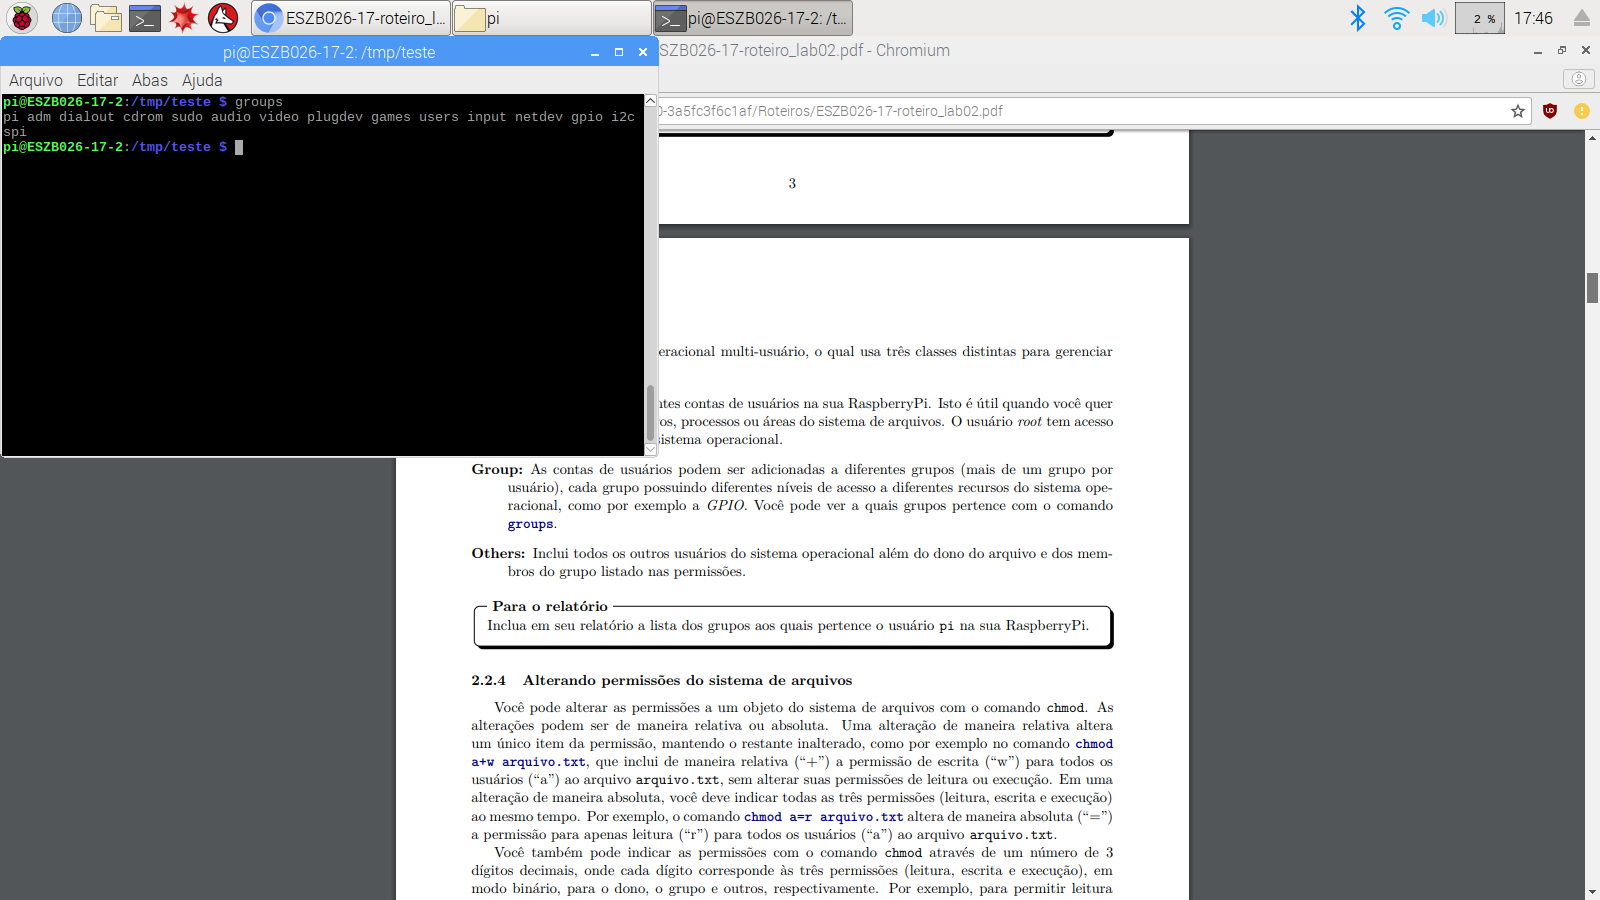 ESZB026-17-roteiro_l...
pi
pi@ESZB026-17-2: /t...
2 %
17:46
pi@ESZB026-17-2: /tmp/teste
SZB026-17-roteiro_lab02.pdf - Chromium
Arquivo Editar Abas Ajuda
0-3a5fc3f6c1af/Roteiros/ESZB026-17-roteiro_lab02.pdf
pi@ESZB026-17-2:/tmp/teste $ groups
pi adm dialout cdrom sudo audio video plugdev games users input netdev gpio i2c
spi
pi@ESZB026-17-2:/tmp/teste $
3
eracional multi-usuário, o qual usa três classes distintas para gerenciar
ntes contas de usuários na sua RaspberryPi. Isto é útil quando você quer
os, processos ou áreas do sistema de arquivos. O usuário root tem acesso
sistema operacional.
Group: As contas de usuários podem ser adicionadas a diferentes grupos (mais de um grupo por
usuário), cada grupo possuindo diferentes níveis de acesso a diferentes recursos do sistema ope-
racional, como por exemplo a GPIO. Você pode ver a quais grupos pertence com o comando
groups.
Others: Inclui todos os outros usuários do sistema operacional além do dono do arquivo e dos mem-
bros do grupo listado nas permissões.
Para o relatório
Inclua em seu relatório a lista dos grupos aos quais pertence o usuário pi na sua RaspberryPi.
2.2.4 Alterando permissões do sistema de arquivos
Você pode alterar as permissões a um objeto do sistema de arquivos com o comando chmod. As
alterações podem ser de maneira relativa ou absoluta. Uma alteração de maneira relativa altera
um único item da permissão, mantendo o restante inalterado, como por exemplo no comando chmod
a+w arquivo.txt, que inclui de maneira relativa (“+”) a permissão de escrita (“w”) para todos os
usuários (“a”) ao arquivo arquivo.txt, sem alterar suas permissões de leitura ou execução. Em uma
alteração de maneira absoluta, você deve indicar todas as três permissões (leitura, escrita e execução)
ao mesmo tempo. Por exemplo, o comando chmod a=r arquivo.txt altera de maneira absoluta (“=”)
a permissão para apenas leitura (“r”) para todos os usuários (“a”) ao arquivo arquivo.txt.
Você também pode indicar as permissões com o comando chmod através de um número de 3
dígitos decimais, onde cada dígito corresponde às três permissões (leitura, escrita e execução), em
modo binário, para o dono, o grupo e outros, respectivamente. Por exemplo, para permitir leitura